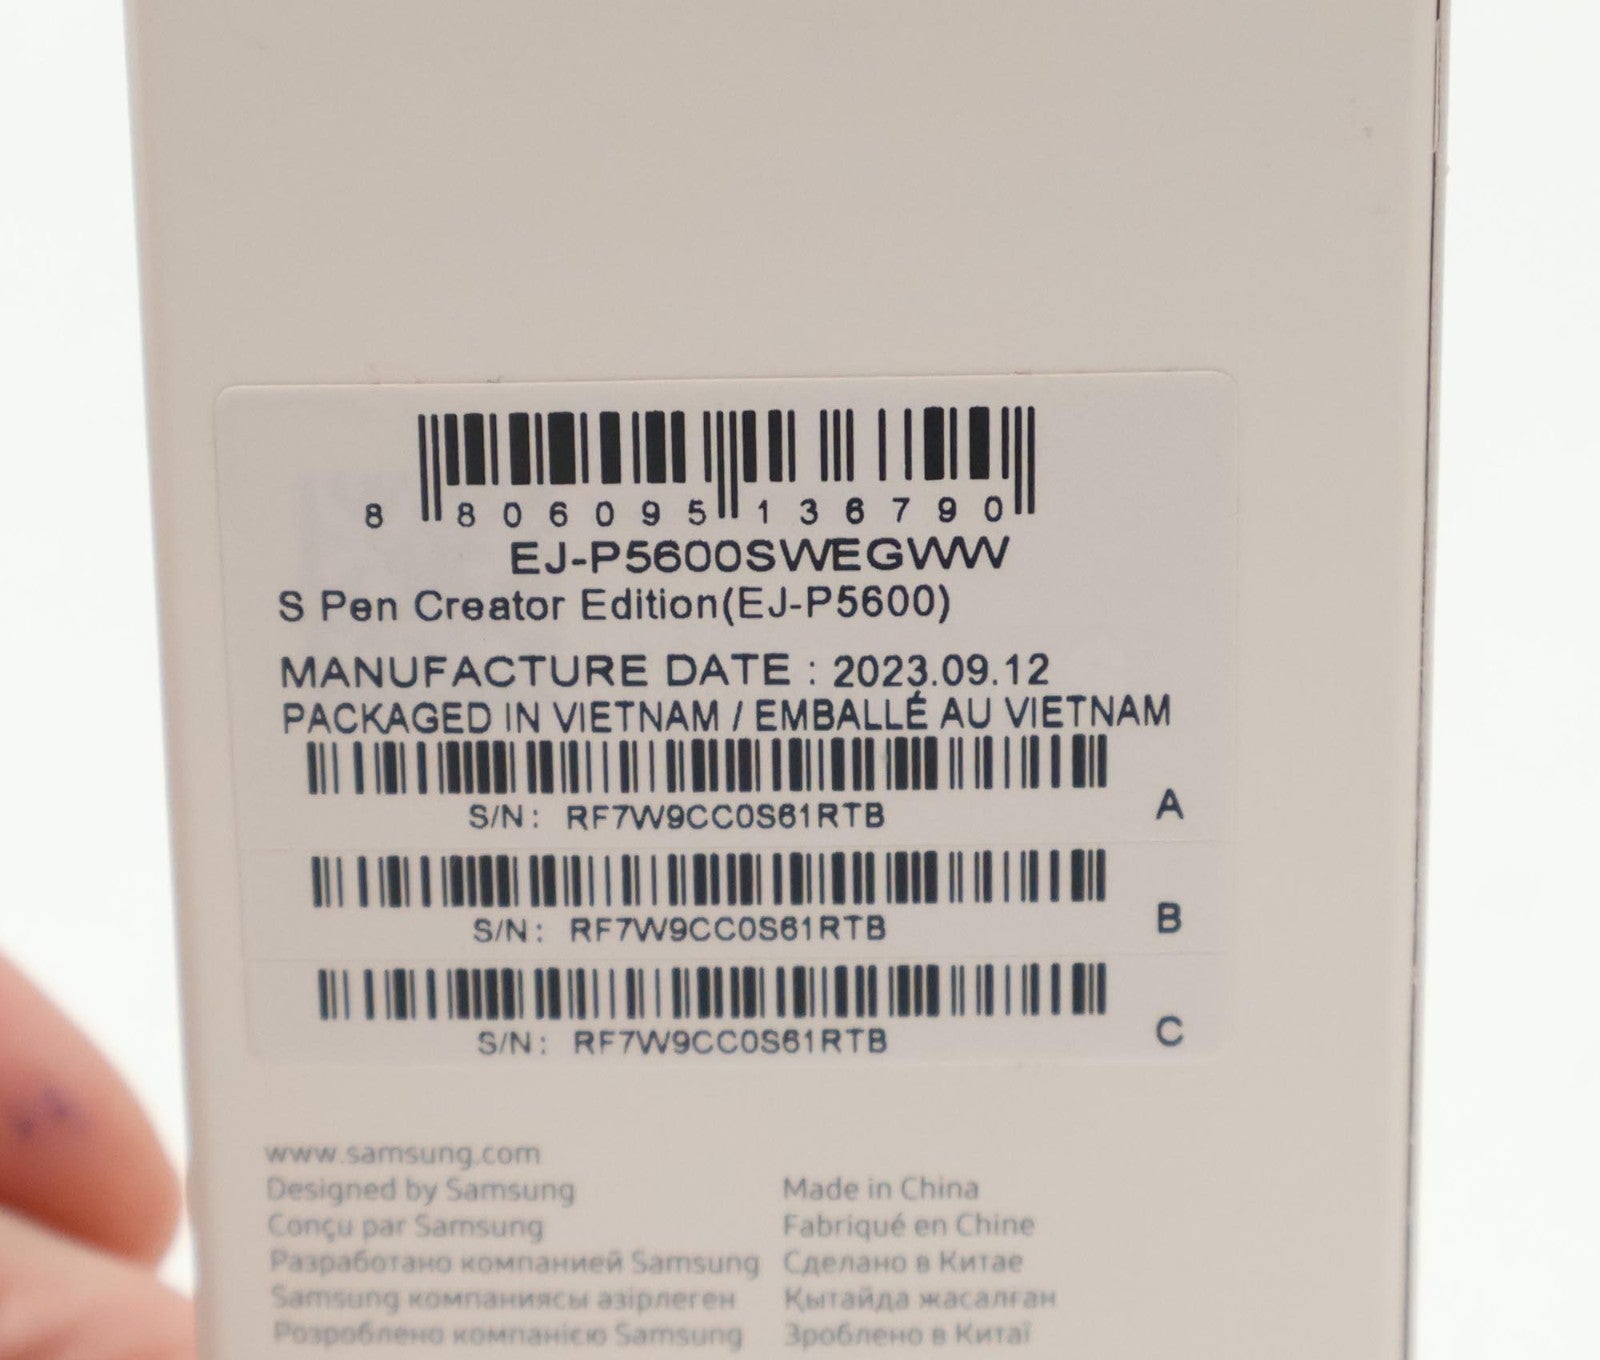 8 806095 136790
EJ-P5600SWEGWW
S Pen Creator Edition(EJ-P5600)
MANUFACTURE DATE : 2023.09.12
PACKAGED IN VIETNAM / EMBALLÉ AU VIETNAM
S/N: RF7W9CC0S61RTB A
S/N: RF7W9CC0S61RTB B
S/N: RF7W9CC0S61RTB C
www.samsung.com
Designed by Samsung Made in China
Conçu par Samsung Fabriqué en Chine
Разработано компанией Samsung Сделано в Китае
Samsung компаниясы әзірлеген Қытайда жасалған
Розроблено компанією Samsung Зроблено в Китаї